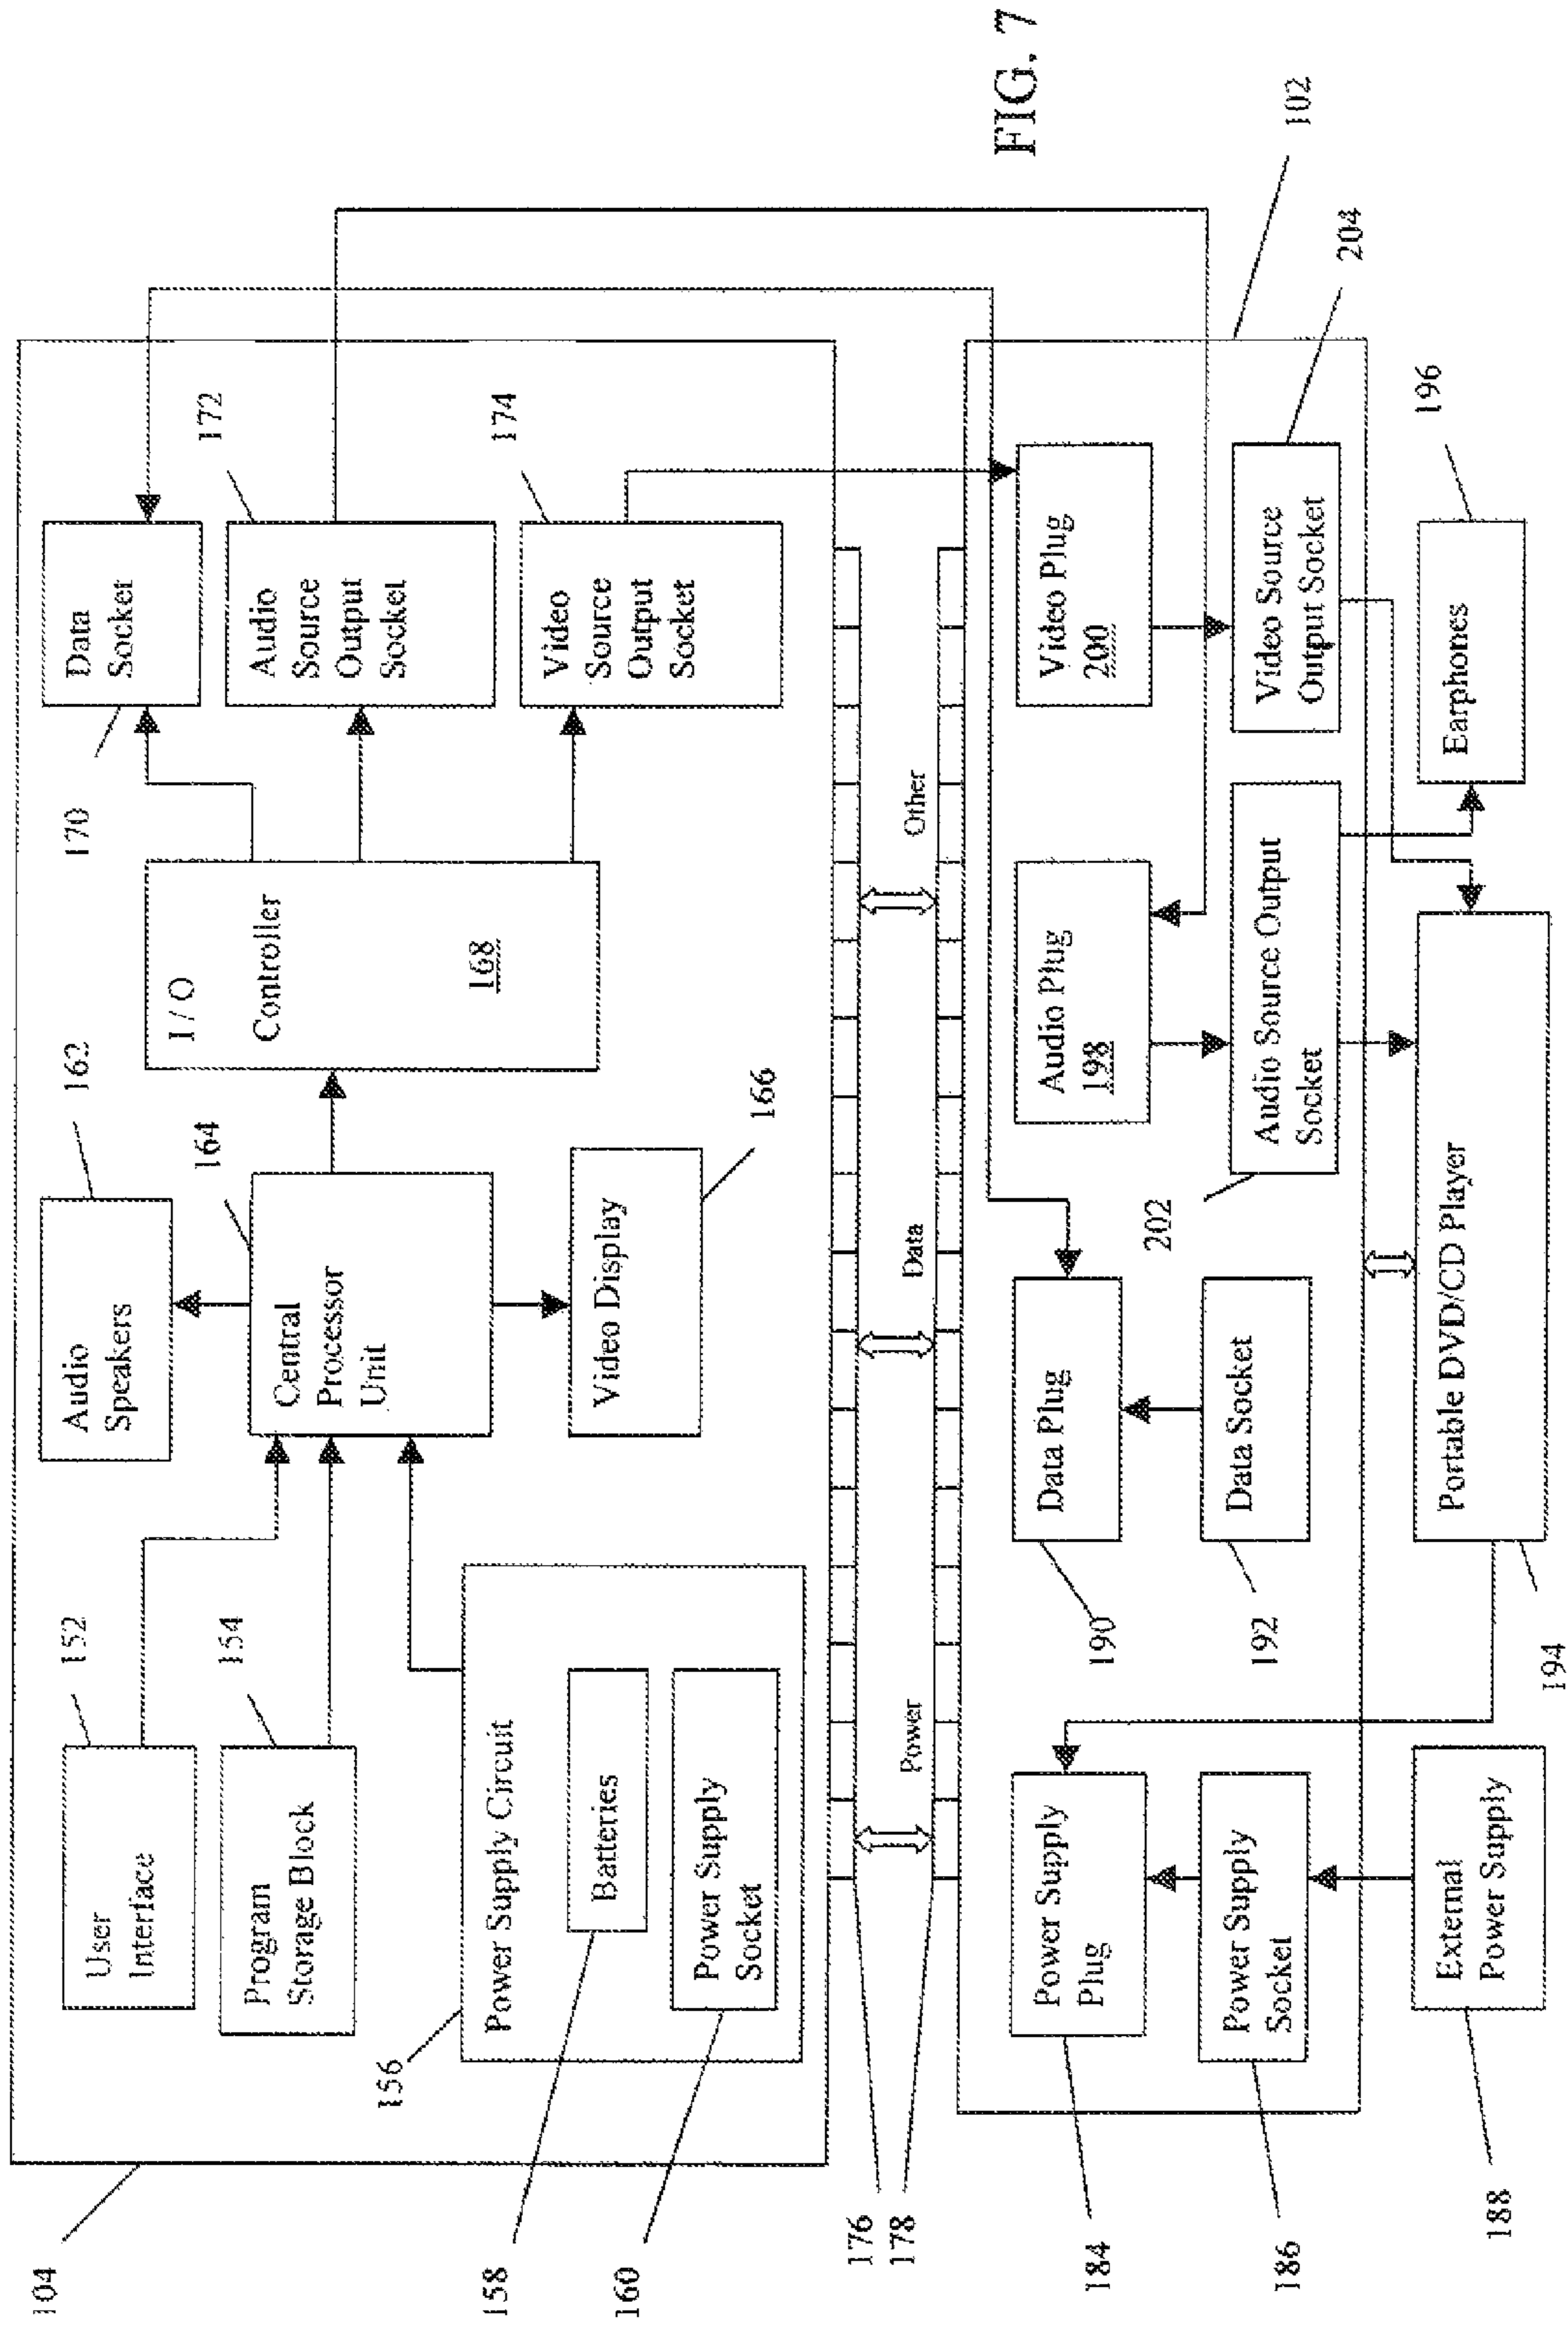 FIG. 7
104
152
User
Interface
154
Program
Storage Block
156
Power Supply Circuit
158
Batteries
160
Power Supply
Socket
162
Audio
Speakers
164
Central
Processor
Unit
166
Video Display
I / O
Controller
168
170
Data
Socket
172
Audio
Source
Output
Socket
174
Video
Source
Output
Socket
176
178
Power
Data
Other
102
184
Power Supply
Plug
186
Power Supply
Socket
188
External
Power Supply
190
Data Plug
192
Data Socket
194
Portable DVD/CD Player
Audio Plug
198
Video Plug
200
202
Audio Source Output
Socket
204
Video Source
Output Socket
196
Earphones